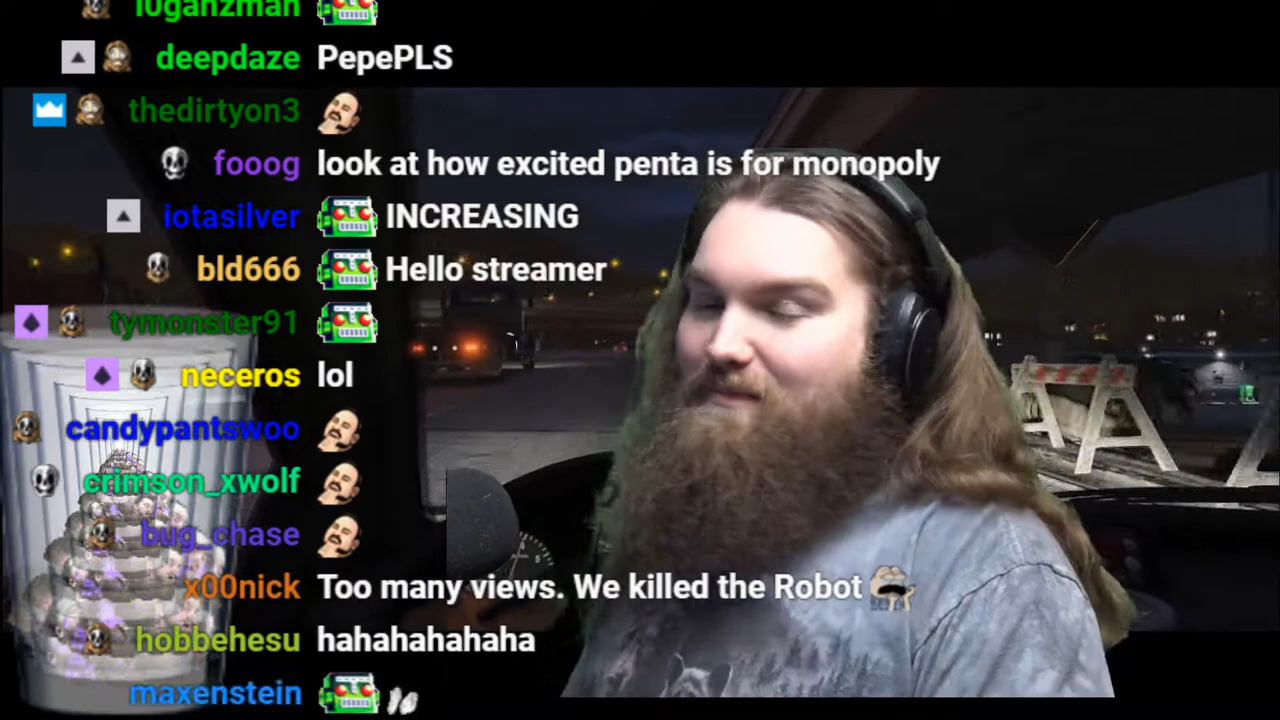 l0ganzman
deepdaze PepePLS
thedirtyon3
fooog look at how excited penta is for monopoly
iotasilver INCREASING
bld666 Hello streamer
tymonster91
neceros lol
candypantswoo
crimson_xwolf
bug_chase
x00nick Too many views. We killed the Robot
hobbehesu hahahahahaha
maxenstein